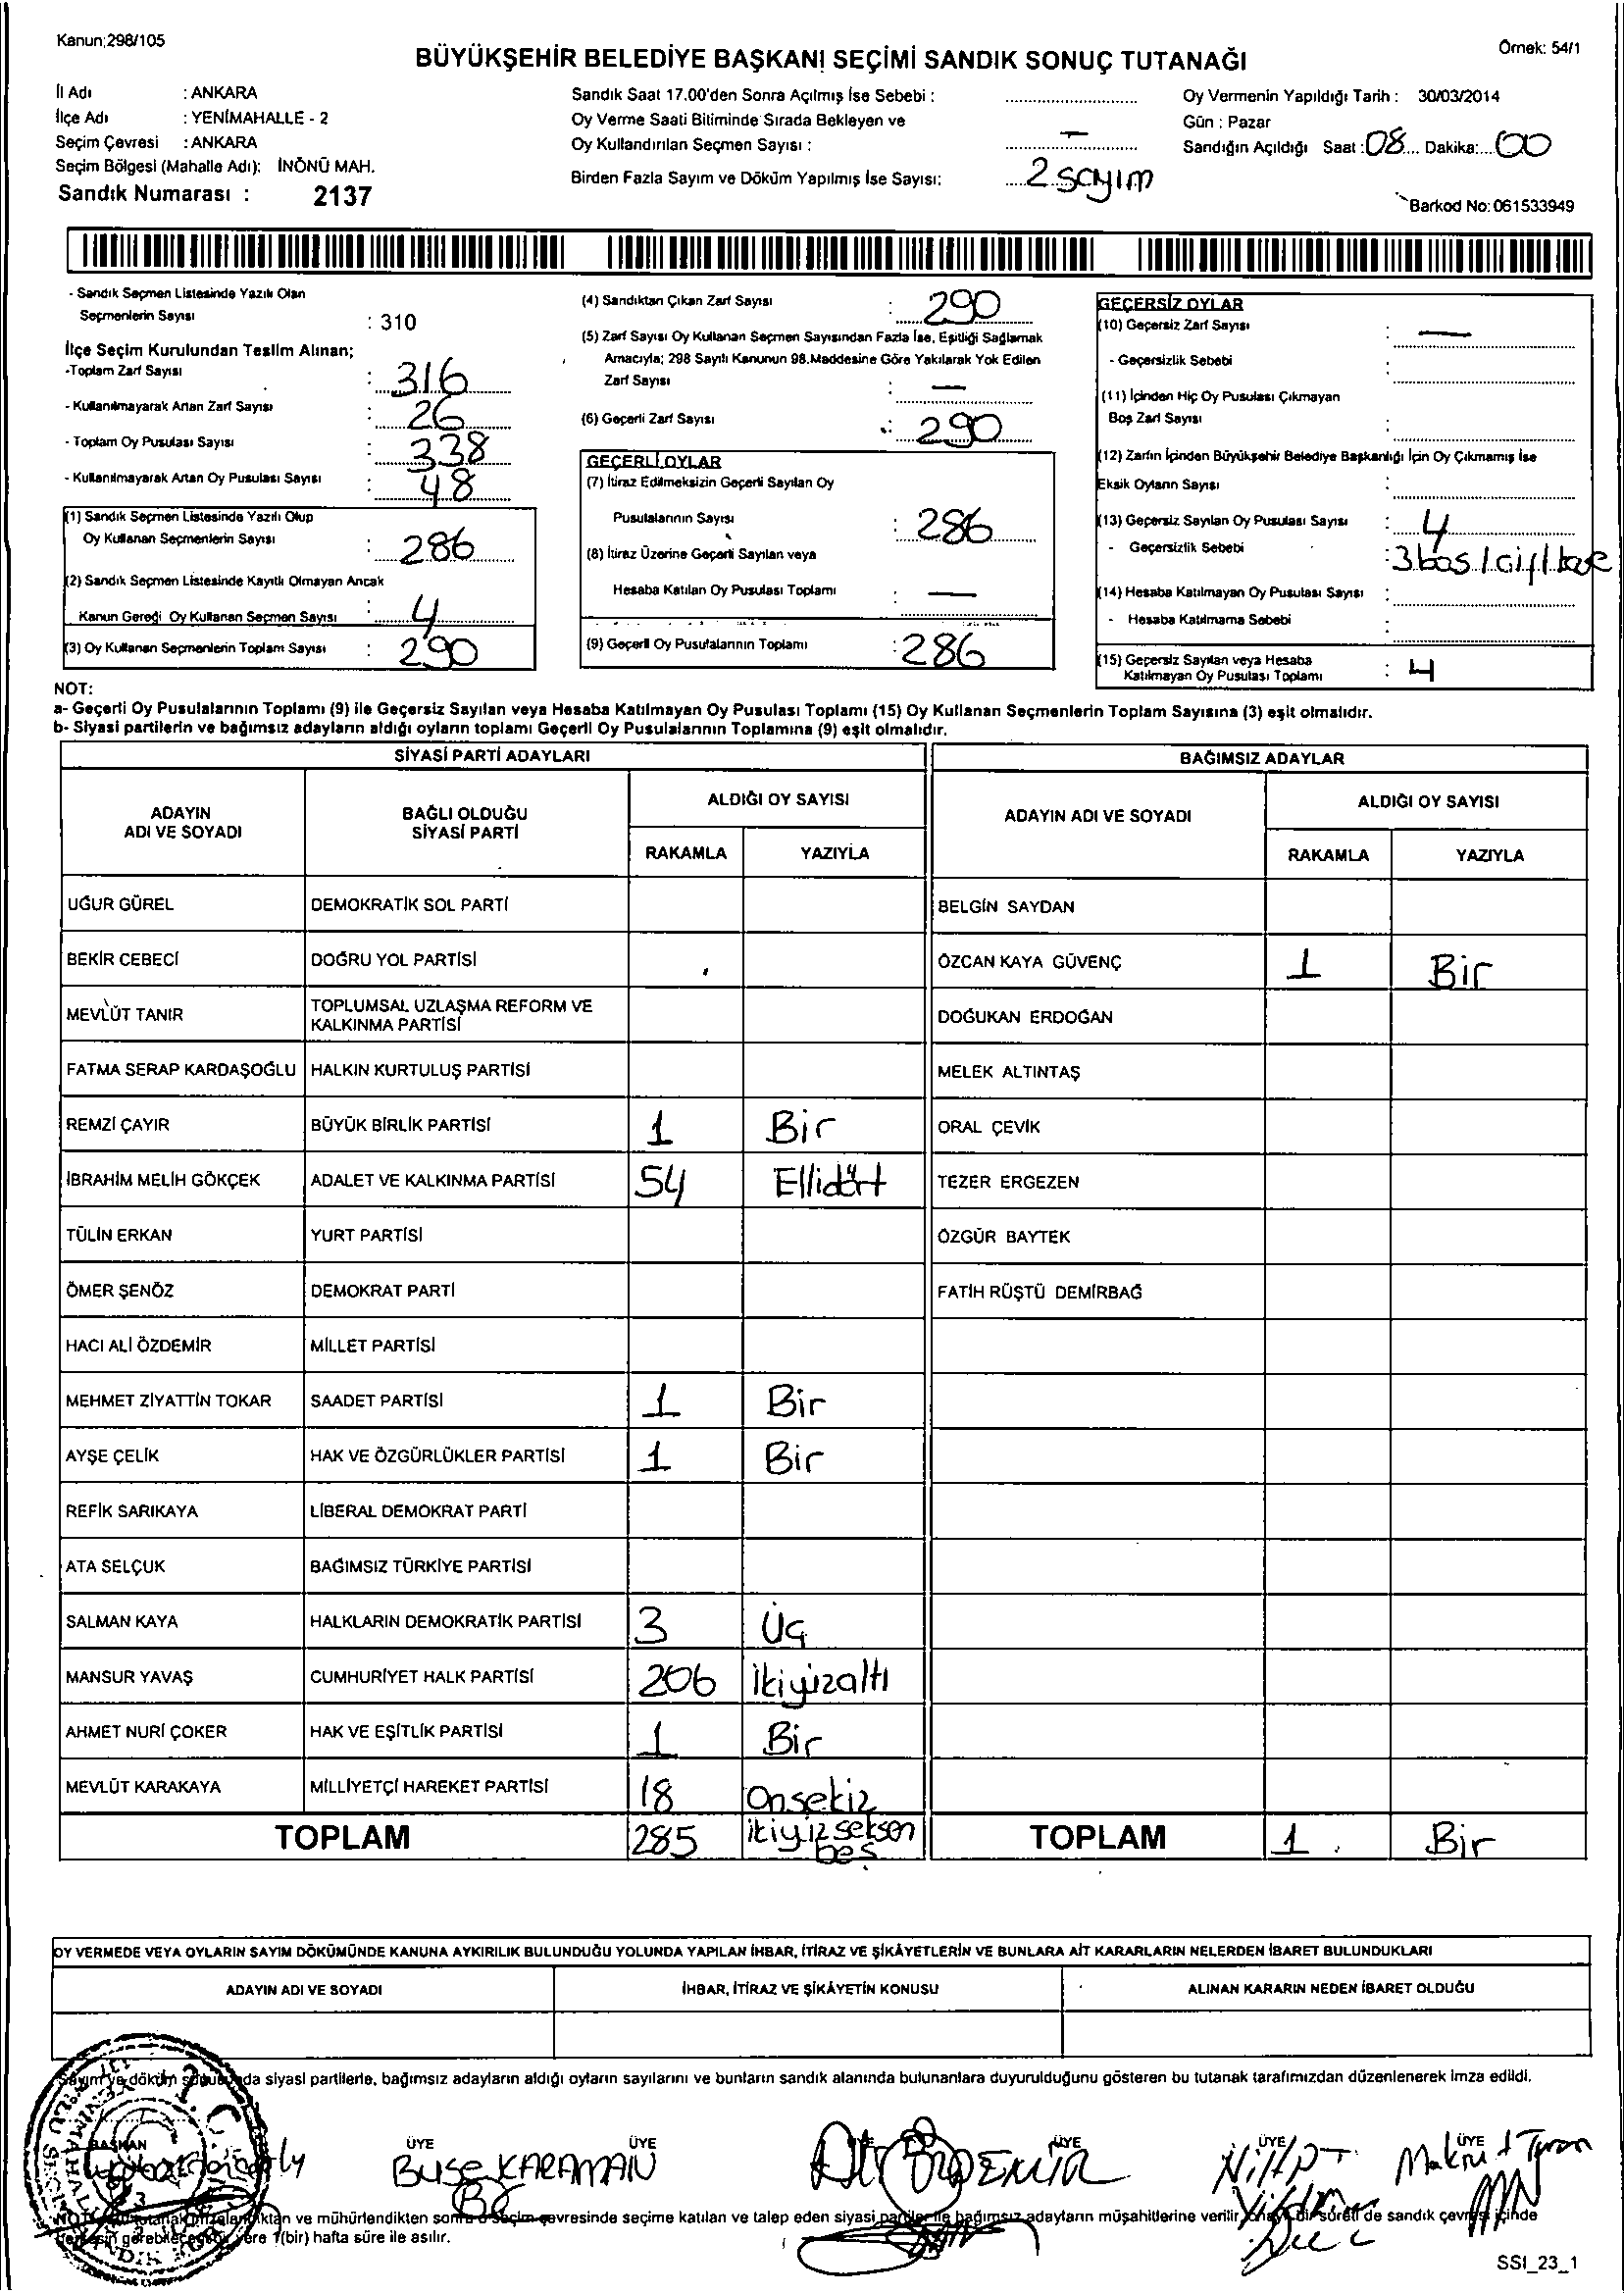 Kanun;298/105
Örnek: 54/1
BÜYÜKŞEHİR BELEDİYE BAŞKANI SEÇİMİ SANDIK SONUÇ TUTANAĞI
İl Adı : ANKARA
İlçe Adı : YENİMAHALLE - 2
Seçim Çevresi : ANKARA
Seçim Bölgesi (Mahalle Adı): İNÖNÜ MAH.
Sandık Numarası : 2137
Sandık Saat 17.00'den Sonra Açılmış İse Sebebi :
Oy Verme Saati Bitiminde Sırada Bekleyen ve
Oy Kullandırılan Seçmen Sayısı : —
Birden Fazla Sayım ve Döküm Yapılmış İse Sayısı: 2 sayım
Oy Vermenin Yapıldığı Tarih : 30/03/2014
Gün : Pazar
Sandığın Açıldığı Saat : 08 Dakika: 00
Barkod No: 061533949
- Sandık Seçmen Listesinde Yazılı Olan
Seçmenlerin Sayısı : 310
İlçe Seçim Kurulundan Teslim Alınan;
-Toplam Zarf Sayısı : 316
- Kullanılmayarak Artan Zarf Sayısı : 26
- Toplam Oy Pusulası Sayısı : 338
- Kullanılmayarak Artan Oy Pusulası Sayısı : 48
(1) Sandık Seçmen Listesinde Yazılı Olup
Oy Kullanan Seçmenlerin Sayısı : 286
(2) Sandık Seçmen Listesinde Kayıtlı Olmayan Ancak
Kanun Gereği Oy Kullanan Seçmen Sayısı : 4
(3) Oy Kullanan Seçmenlerin Toplam Sayısı : 290
(4) Sandıktan Çıkan Zarf Sayısı : 290
(5) Zarf Sayısı Oy Kullanan Seçmen Sayısından Fazla İse, Eşitliği Sağlamak
Amacıyla; 298 Sayılı Kanunun 98.Maddesine Göre Yakılarak Yok Edilen
Zarf Sayısı : —
(6) Geçerli Zarf Sayısı : 290
GEÇERLİ OYLAR
(7) İtiraz Edilmeksizin Geçerli Sayılan Oy
Pusulalarının Sayısı : 286
(8) İtiraz Üzerine Geçerli Sayılan veya
Hesaba Katılan Oy Pusulası Toplamı : —
(9) Geçerli Oy Pusulalarının Toplamı : 286
GEÇERSİZ OYLAR
(10) Geçersiz Zarf Sayısı : —
- Geçersizlik Sebebi :
(11) İçinden Hiç Oy Pusulası Çıkmayan
Boş Zarf Sayısı :
(12) Zarfın İçinden Büyükşehir Belediye Başkanlığı İçin Oy Çıkmamış İse
Eksik Oyların Sayısı :
(13) Geçersiz Sayılan Oy Pusulası Sayısı : 4
- Geçersizlik Sebebi : 3 boş 1 çift
(14) Hesaba Katılmayan Oy Pusulası Sayısı :
- Hesaba Katılmama Sebebi :
(15) Geçersiz Sayılan veya Hesaba
Katılmayan Oy Pusulası Toplamı : 4
NOT:
a- Geçerli Oy Pusulalarının Toplamı (9) ile Geçersiz Sayılan veya Hesaba Katılmayan Oy Pusulası Toplamı (15) Oy Kullanan Seçmenlerin Toplam Sayısına (3) eşit olmalıdır.
b- Siyasi partilerin ve bağımsız adayların aldığı oyların toplamı Geçerli Oy Pusulalarının Toplamına (9) eşit olmalıdır.
SİYASİ PARTİ ADAYLARI BAĞIMSIZ ADAYLAR
ADAYIN ADI VE SOYADI
BAĞLI OLDUĞU SİYASİ PARTİ
ALDIĞI OY SAYISI
RAKAMLA YAZIYLA
ADAYIN ADI VE SOYADI
ALDIĞI OY SAYISI
RAKAMLA YAZIYLA
UĞUR GÜREL DEMOKRATİK SOL PARTİ BELGİN SAYDAN
BEKİR CEBECİ DOĞRU YOL PARTİSİ ÖZCAN KAYA GÜVENÇ 1 Bir
MEVLÜT TANIR TOPLUMSAL UZLAŞMA REFORM VE KALKINMA PARTİSİ DOĞUKAN ERDOĞAN
FATMA SERAP KARDAŞOĞLU HALKIN KURTULUŞ PARTİSİ MELEK ALTINTAŞ
REMZİ ÇAYIR BÜYÜK BİRLİK PARTİSİ 1 Bir ORAL ÇEVİK
İBRAHİM MELİH GÖKÇEK ADALET VE KALKINMA PARTİSİ 54 Ellidört TEZER ERGEZEN
TÜLİN ERKAN YURT PARTİSİ ÖZGÜR BAYTEK
ÖMER ŞENÖZ DEMOKRAT PARTİ FATİH RÜŞTÜ DEMİRBAĞ
HACI ALİ ÖZDEMİR MİLLET PARTİSİ
MEHMET ZİYATTİN TOKAR SAADET PARTİSİ 1 Bir
AYŞE ÇELİK HAK VE ÖZGÜRLÜKLER PARTİSİ 1 Bir
REFİK SARIKAYA LİBERAL DEMOKRAT PARTİ
ATA SELÇUK BAĞIMSIZ TÜRKİYE PARTİSİ
SALMAN KAYA HALKLARIN DEMOKRATİK PARTİSİ 3 Üç
MANSUR YAVAŞ CUMHURİYET HALK PARTİSİ 206 İkiyüzaltı
AHMET NURİ ÇOKER HAK VE EŞİTLİK PARTİSİ 1 Bir
MEVLÜT KARAKAYA MİLLİYETÇİ HAREKET PARTİSİ 18 Onsekiz
TOPLAM 285 ikiyüzseksen beş TOPLAM 1 Bir
OY VERMEDE VEYA OYLARIN SAYIM DÖKÜMÜNDE KANUNA AYKIRILIK BULUNDUĞU YOLUNDA YAPILAN İHBAR, İTİRAZ VE ŞİKÂYETLERİN VE BUNLARA AİT KARARLARIN NELERDEN İBARET BULUNDUKLARI
ADAYIN ADI VE SOYADI İHBAR, İTİRAZ VE ŞİKÂYETİN KONUSU ALINAN KARARIN NEDEN İBARET OLDUĞU
Sayım ve döküm sonucunda siyasi partilerle, bağımsız adayların aldığı oyların sayılarını ve bunların sandık alanında bulunanlara duyurulduğunu gösteren bu tutanak tarafımızdan düzenlenerek imza edildi.
T.C.
BAŞKAN ÜYE ÜYE ÜYE ÜYE ÜYE
Buse KARAMAN Ali ÖZDEMİR
ktan ve mühürlendikten sonra o seçim çevresinde seçime katılan ve talep eden siyasi partiler ile bağımsız adayların müşahitlerine verilir, bir sureti de sandık çevresi içinde
yere 1(bir) hafta süre ile asılır.
SSI_23_1